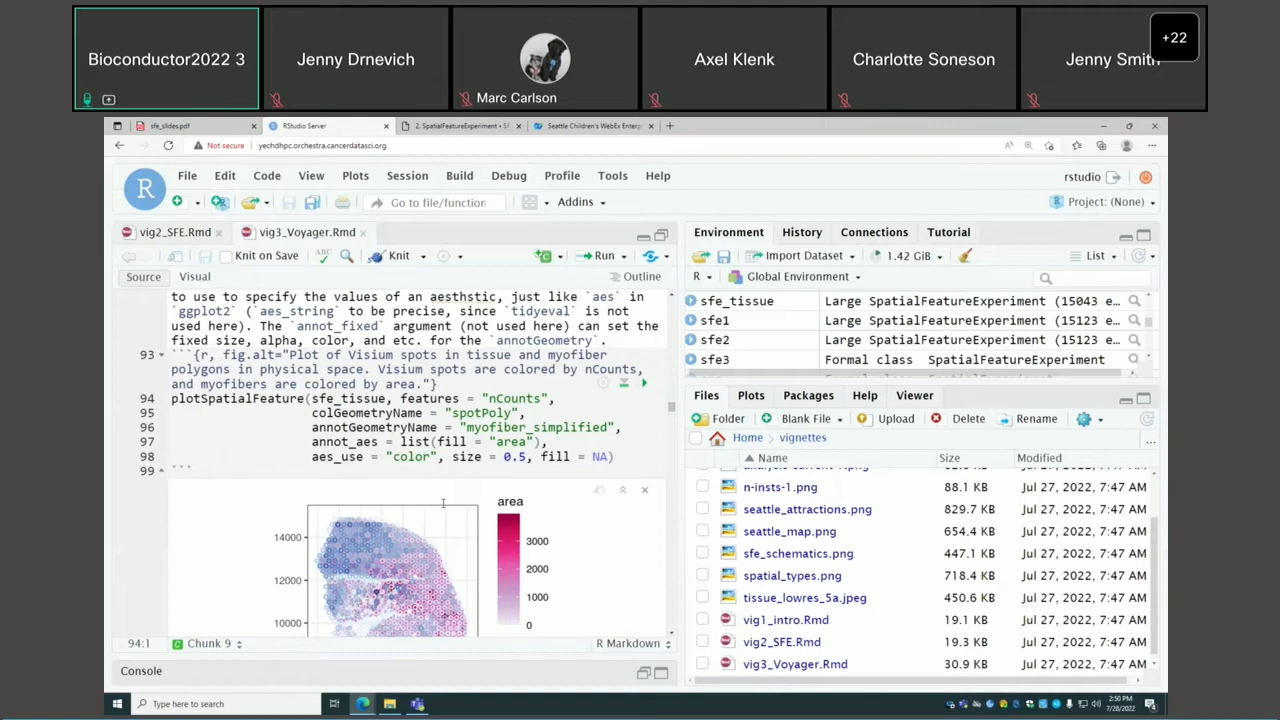 Bioconductor2022 3
Jenny Drnevich
Marc Carlson
Axel Klenk
Charlotte Soneson
Jenny Smith
+22
sfe_slides.pdf
RStudio Server
2. SpatialFeatureExperiment • SF
Seattle Children's WebEx Enterp
Not secure yechdhpc.orchestra.cancerdatasci.org
R
File Edit Code View Plots Session Build Debug Profile Tools Help
rstudio
Go to file/function
Addins
Project: (None)
vig2_SFE.Rmd
vig3_Voyager.Rmd
Knit on Save
ABC
Knit
Run
Source
Visual
Outline
to use to specify the values of an aesthstic, just like `aes` in
`ggplot2` (`aes_string` to be precise, since `tidyeval` is not
used here). The `annot_fixed` argument (not used here) can set the
fixed size, alpha, color, and etc. for the `annotGeometry`.
93 ```{r, fig.alt="Plot of Visium spots in tissue and myofiber
polygons in physical space. Visium spots are colored by nCounts,
and myofibers are colored by area."}
94 plotSpatialFeature(sfe_tissue, features = "nCounts",
95 colGeometryName = "spotPoly",
96 annotGeometryName = "myofiber_simplified",
97 annot_aes = list(fill = "area"),
98 aes_use = "color", size = 0.5, fill = NA)
99 ```
14000
12000
10000
area
3000
2000
1000
0
94:1
Chunk 9
R Markdown
Console
Environment History Connections Tutorial
Import Dataset
1.42 GiB
List
R
Global Environment
sfe_tissue Large SpatialFeatureExperiment (15043 e…
sfe1 Large SpatialFeatureExperiment (15123 e…
sfe2 Large SpatialFeatureExperiment (15123 e…
sfe3 Formal class SpatialFeatureExperiment
Files Plots Packages Help Viewer
Folder
Blank File
Upload
Delete
Rename
Home vignettes
...
Name Size Modified
n-insts-1.png 88.1 KB Jul 27, 2022, 7:47 AM
seattle_attractions.png 829.7 KB Jul 27, 2022, 7:47 AM
seattle_map.png 654.4 KB Jul 27, 2022, 7:47 AM
sfe_schematics.png 447.1 KB Jul 27, 2022, 7:47 AM
spatial_types.png 718.4 KB Jul 27, 2022, 7:47 AM
tissue_lowres_5a.jpeg 450.6 KB Jul 27, 2022, 7:47 AM
vig1_intro.Rmd 19.1 KB Jul 27, 2022, 7:47 AM
vig2_SFE.Rmd 19.3 KB Jul 27, 2022, 7:47 AM
vig3_Voyager.Rmd 30.9 KB Jul 27, 2022, 7:47 AM
Type here to search
2:50 PM
7/28/2022